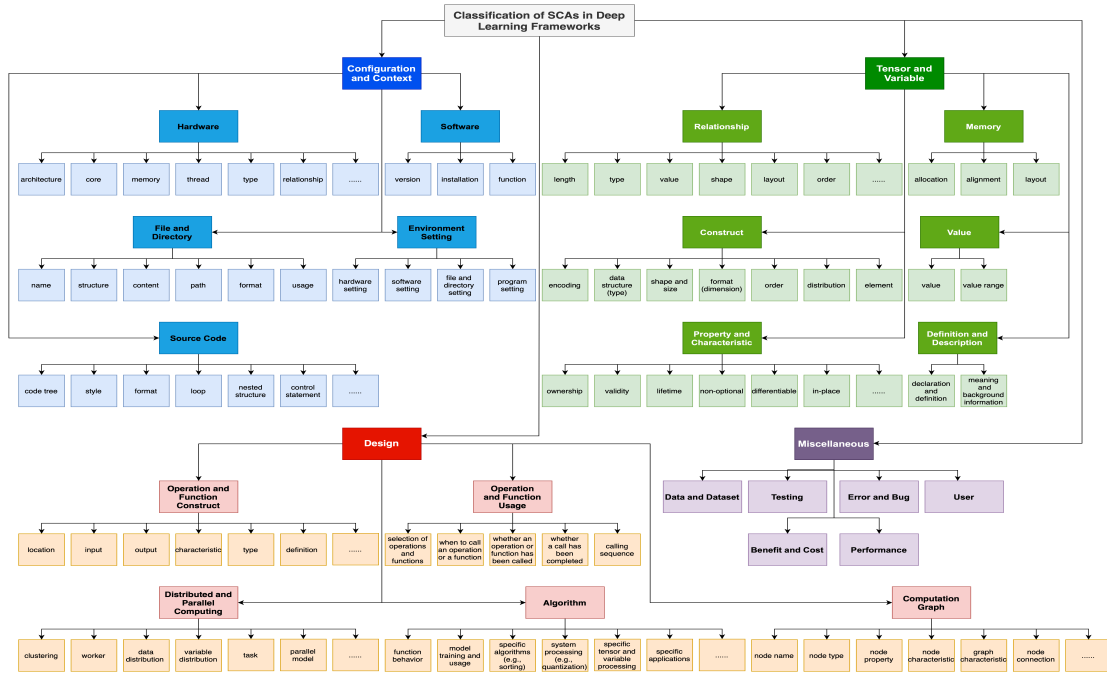 Classification of SCAs in Deep
Learning Frameworks
Configuration
and Context
Tensor and
Variable
Hardware
Software
Relationship
Memory
architecture
core
memory
thread
type
relationship
......
version
installation
function
length
type
value
shape
layout
order
......
allocation
alignment
layout
File and
Directory
Environment
Setting
Construct
Value
name
structure
content
path
format
usage
hardware
setting
software
setting
file and
directory
setting
program
setting
encoding
data
structure
(type)
shape and
size
format
(dimension)
order
distribution
element
value
value range
Source Code
Property and
Characteristic
Definition and
Description
code tree
style
format
loop
nested
structure
control
statement
......
ownership
validity
lifetime
non-optional
differentiable
in-place
......
declaration
and
definition
meaning
and
background
information
Design
Miscellaneous
Operation and
Function
Construct
Operation
and Function
Usage
Data and Dataset
Testing
Error and Bug
User
location
input
output
characteristic
type
definition
......
selection of
operations
and
functions
when to call
an operation
or a function
whether an
operation or
function has
been called
whether
a call has
been
completed
calling
sequence
Benefit and Cost
Performance
Distributed and
Parallel
Computing
Algorithm
Computation
Graph
clustering
worker
data
distribution
variable
distribution
task
parallel
model
......
function
behavior
model
training and
usage
specific
algorithms
(e.g.,
sorting)
system
processing
(e.g.,
quantization)
specific
tensor and
variable
processing
specific
applications
......
node name
node type
node
property
node
characteristic
graph
characteristic
node
connection
......